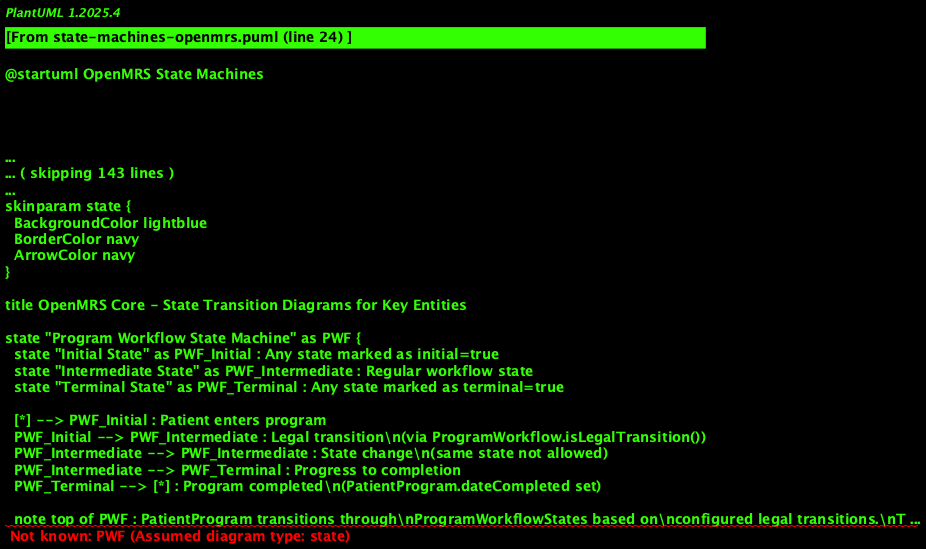 PlantUML 1.2025.4
[From state-machines-openmrs.puml (line 24) ]
@startuml OpenMRS State Machines
...
... ( skipping 143 lines )
...
skinparam state {
BackgroundColor lightblue
BorderColor navy
ArrowColor navy
}
title OpenMRS Core - State Transition Diagrams for Key Entities
state "Program Workflow State Machine" as PWF {
state "Initial State" as PWF_Initial : Any state marked as initial=true
state "Intermediate State" as PWF_Intermediate : Regular workflow state
state "Terminal State" as PWF_Terminal : Any state marked as terminal=true
[*] --> PWF_Initial : Patient enters program
PWF_Initial --> PWF_Intermediate : Legal transition\n(via ProgramWorkflow.isLegalTransition())
PWF_Intermediate --> PWF_Intermediate : State change\n(same state not allowed)
PWF_Intermediate --> PWF_Terminal : Progress to completion
PWF_Terminal --> [*] : Program completed\n(PatientProgram.dateCompleted set)
note top of PWF : PatientProgram transitions through\nProgramWorkflowStates based on\nconfigured legal transitions.\nT ...
Not known: PWF (Assumed diagram type: state)